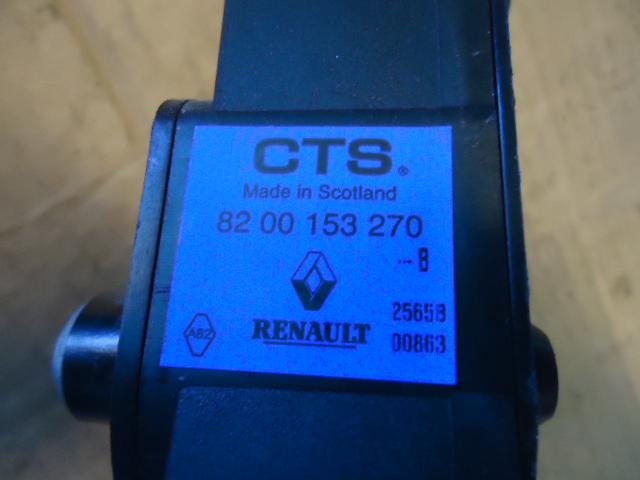 CTS®
Made in Scotland
82 00 153 270
--B
25658
A82
RENAULT
00863